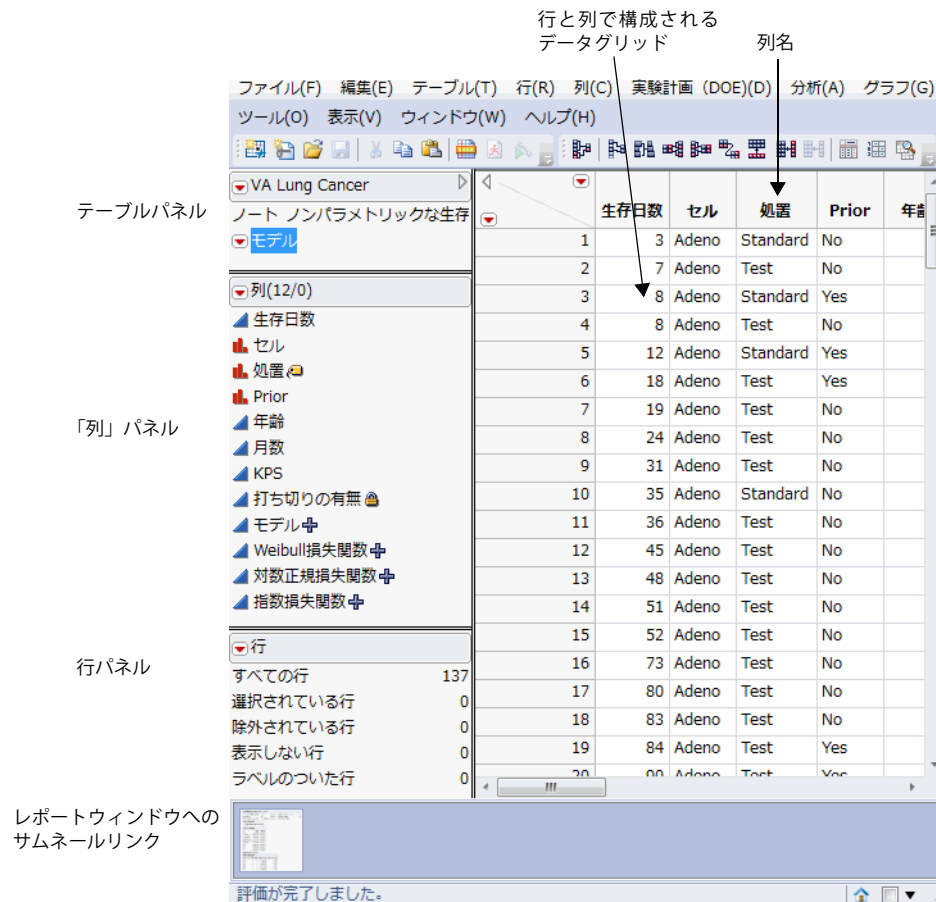 行と列で構成される
データグリッド
列名
ファイル(F) 編集(E) テーブル(T) 行(R) 列(C) 実験計画（DOE)(D) 分析(A) グラフ(G)
ツール(O) 表示(V) ウィンドウ(W) ヘルプ(H)
テーブルパネル
VA Lung Cancer
ノート ノンパラメトリックな生存
モデル
「列」パネル
列(12/0)
生存日数
セル
処置
Prior
年齢
月数
KPS
打ち切りの有無
モデル
Weibull損失関数
対数正規損失関数
指数損失関数
行パネル
行
すべての行 137
選択されている行 0
除外されている行 0
表示しない行 0
ラベルのついた行 0
生存日数 セル 処置 Prior
1 3 Adeno Standard No
2 7 Adeno Test No
3 8 Adeno Standard Yes
4 8 Adeno Test No
5 12 Adeno Standard Yes
6 18 Adeno Test Yes
7 19 Adeno Test No
8 24 Adeno Test No
9 31 Adeno Test No
10 35 Adeno Standard No
11 36 Adeno Test No
12 45 Adeno Test No
13 48 Adeno Test No
14 51 Adeno Test No
15 52 Adeno Test No
16 73 Adeno Test No
17 80 Adeno Test No
18 83 Adeno Test No
19 84 Adeno Test Yes
20 90 Adeno Test Yes
レポートウィンドウへの
サムネールリンク
評価が完了しました。